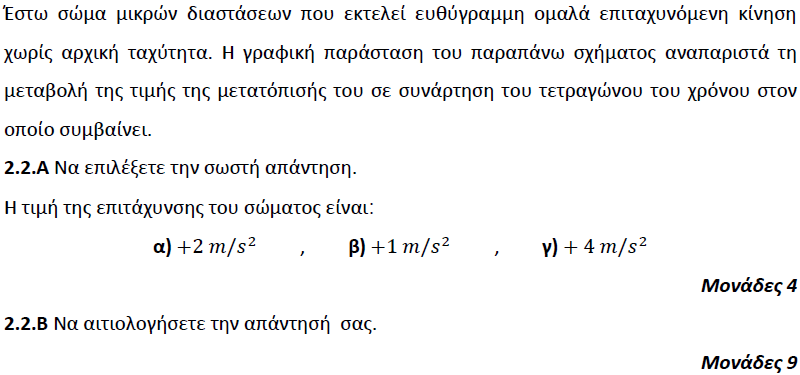 Έστω σώμα μικρών διαστάσεων που εκτελεί ευθύγραμμη ομαλά επιταχυνόμενη κίνηση
χωρίς αρχική ταχύτητα. Η γραφική παράσταση του παραπάνω σχήματος αναπαριστά τη
μεταβολή της τιμής της μετατόπισής του σε συνάρτηση του τετραγώνου του χρόνου στον
οποίο συμβαίνει.
2.2.Α Να επιλέξετε την σωστή απάντηση.
Η τιμή της επιτάχυνσης του σώματος είναι:
α) +2 m/s² , β) +1 m/s² , γ) + 4 m/s²
Μονάδες 4
2.2.Β Να αιτιολογήσετε την απάντησή σας.
Μονάδες 9